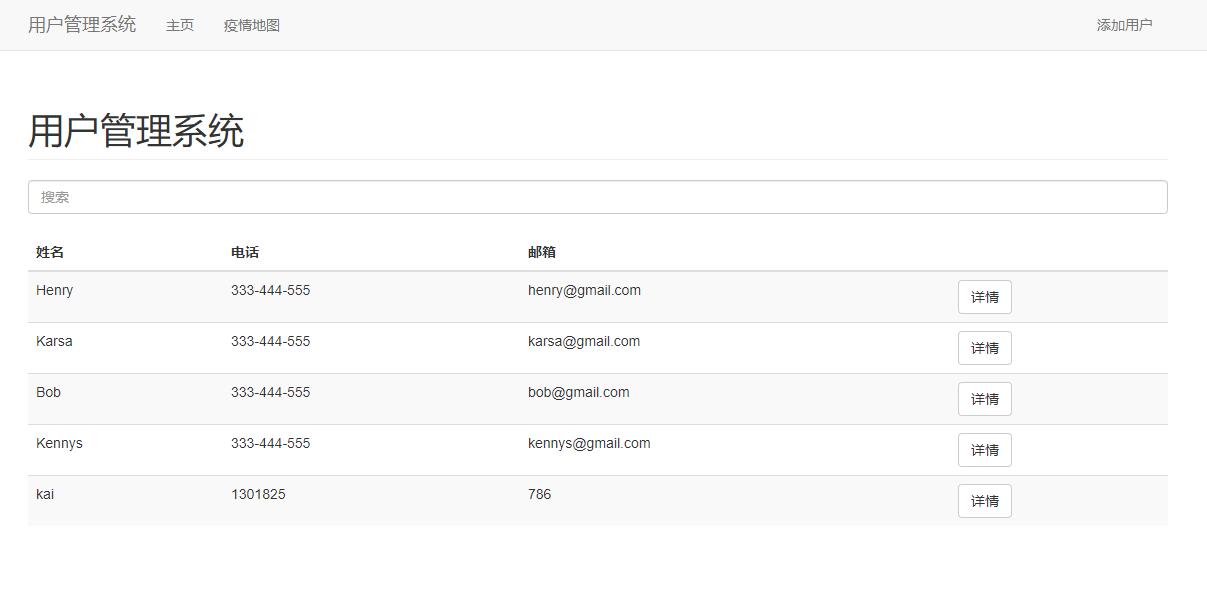 用户管理系统 主页 疫情地图 添加用户
用户管理系统
搜索
姓名 电话 邮箱
Henry 333-444-555 henry@gmail.com 详情
Karsa 333-444-555 karsa@gmail.com 详情
Bob 333-444-555 bob@gmail.com 详情
Kennys 333-444-555 kennys@gmail.com 详情
kai 1301825 786 详情